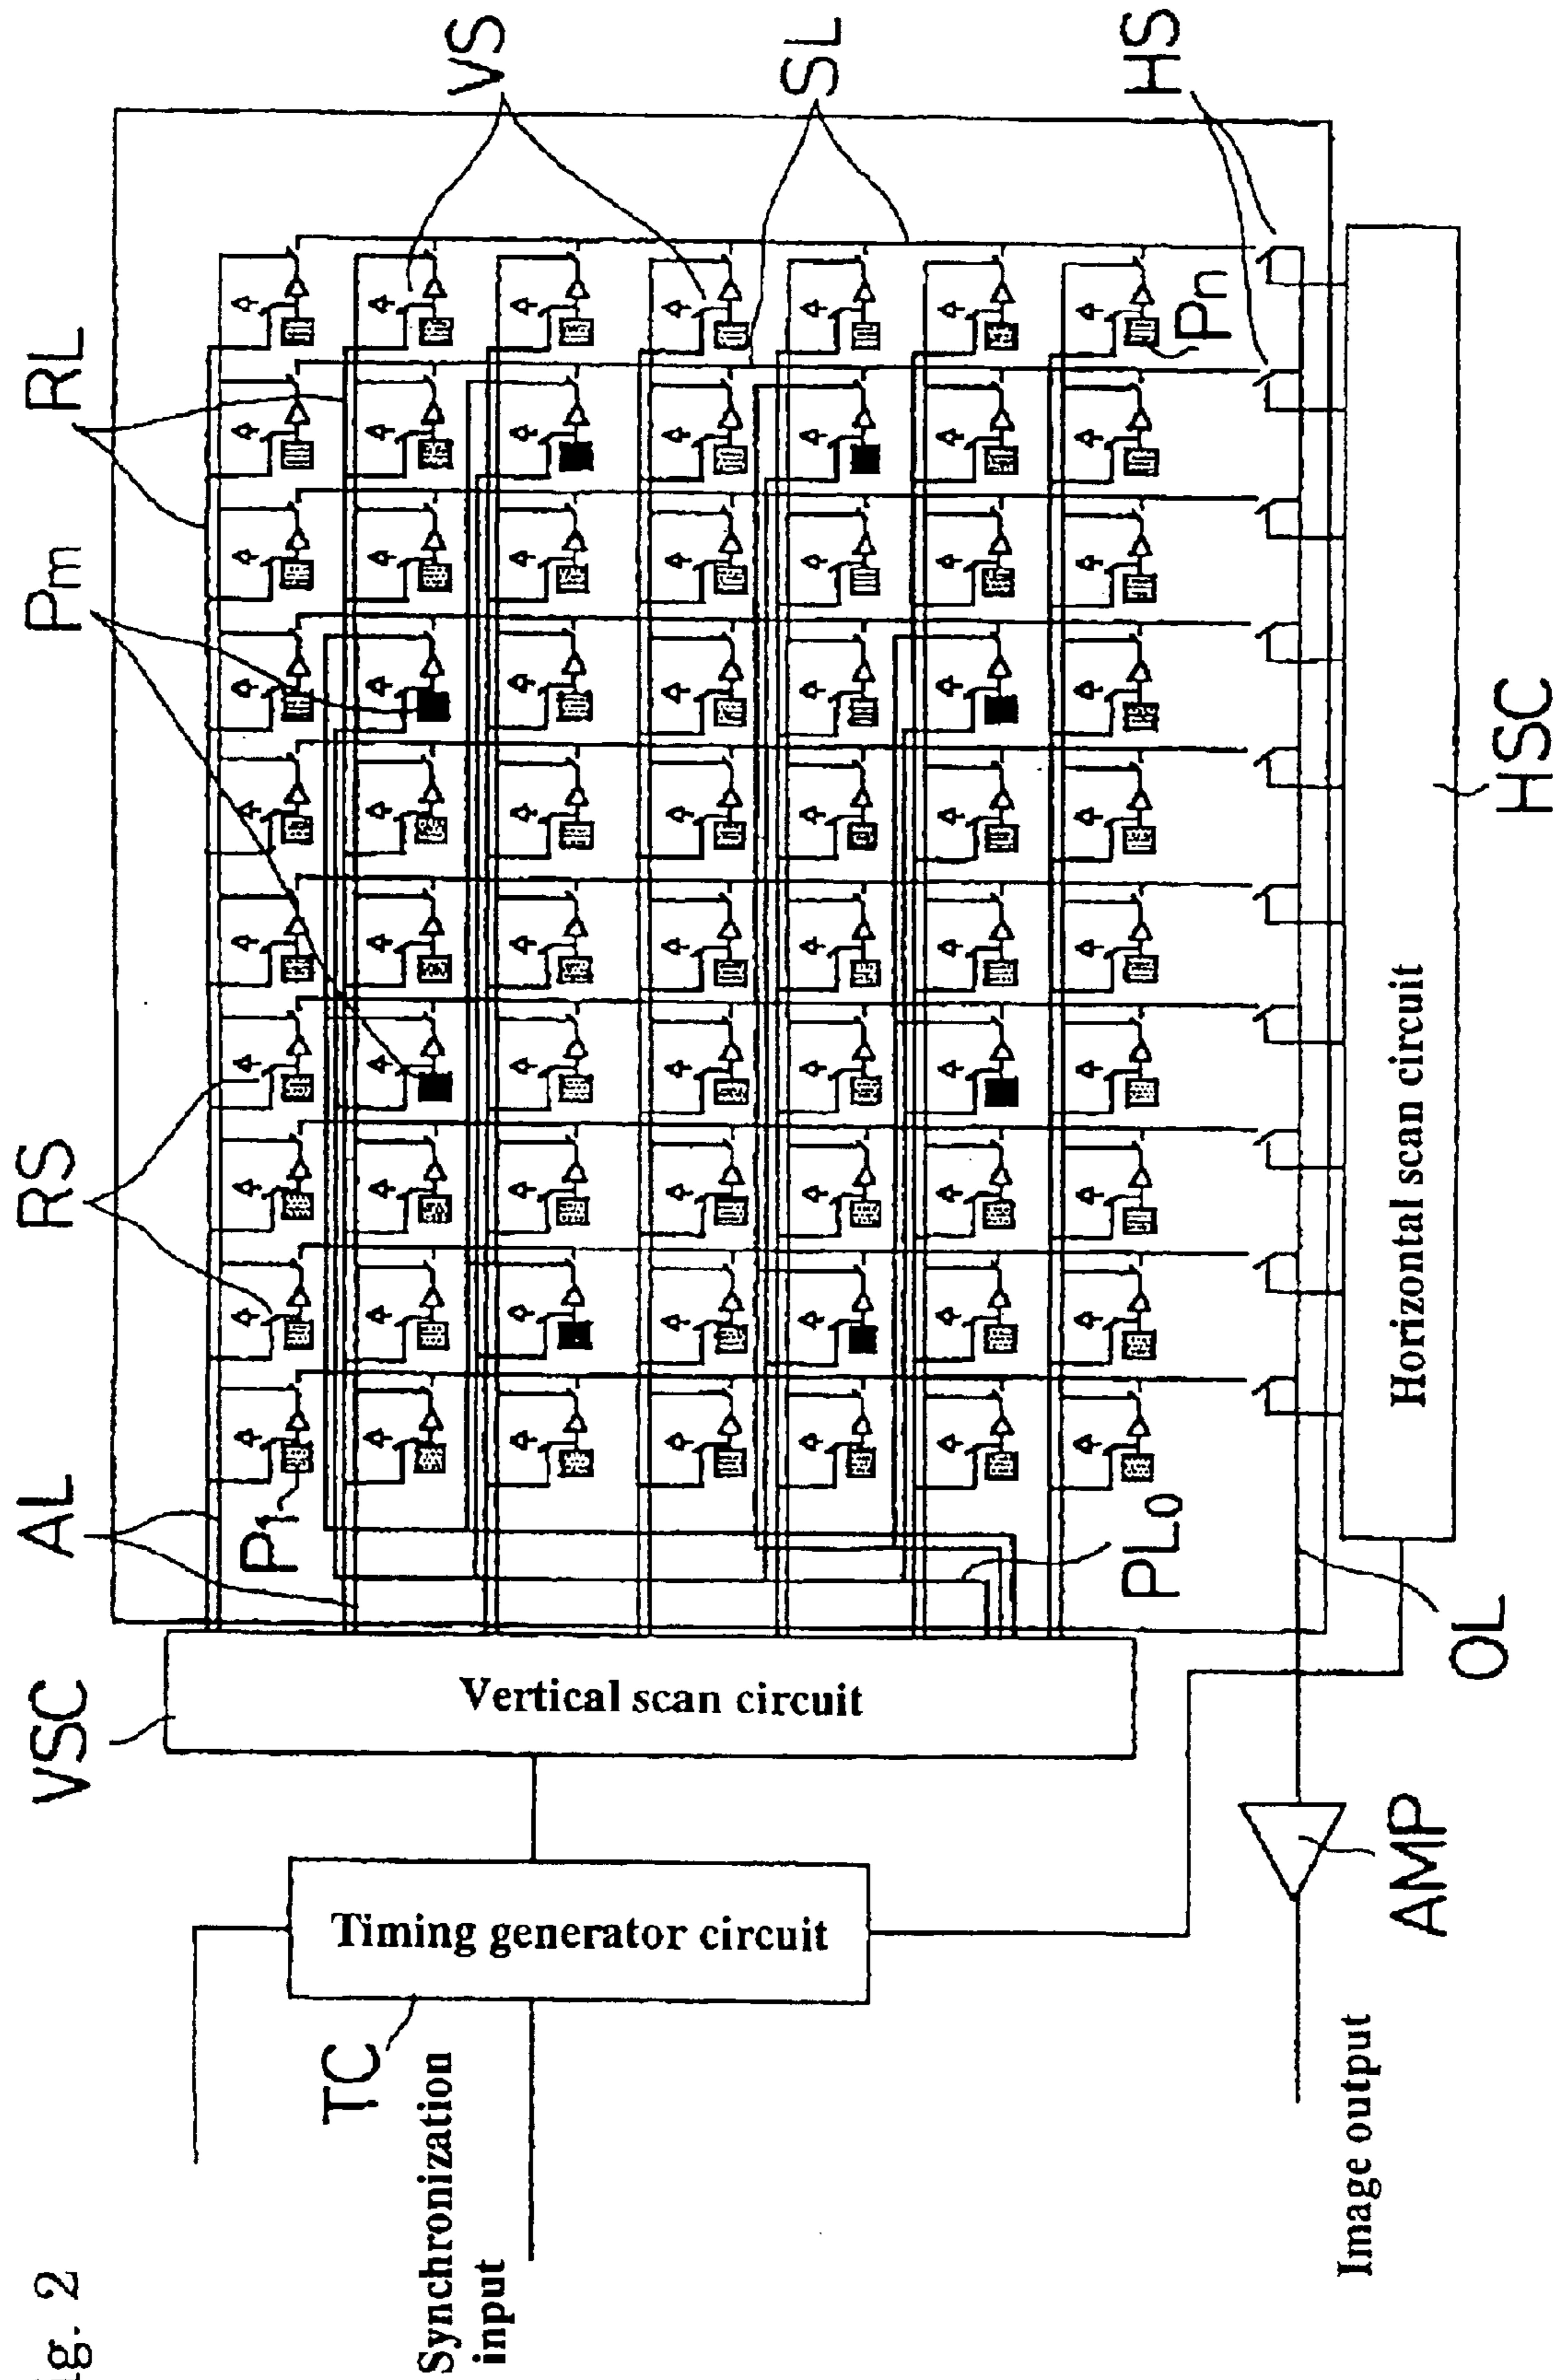 ig. 2
AL
RS
Pm
RL
VS
SL
HS
VSC
TC
P1
Pn
PL0
OL
AMP
HSC
Vertical scan circuit
Timing generator circuit
Horizontal scan circuit
Synchronization
input
Image output